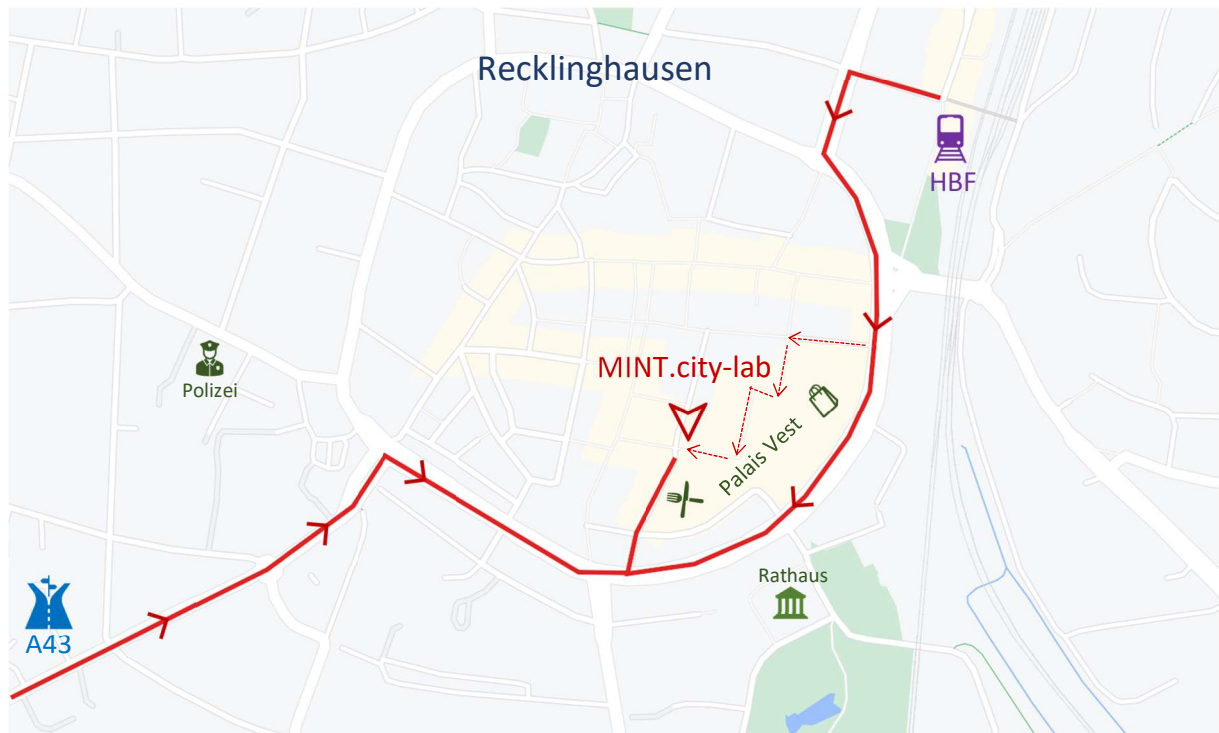 Recklinghausen
HBF
MINT.city-lab
Polizei
Palais Vest
Rathaus
A43